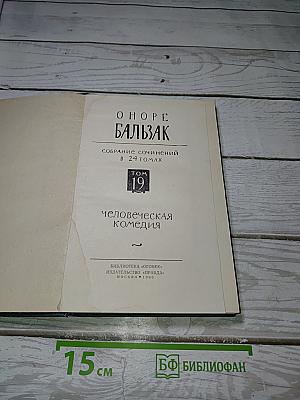 ОНОРЕ
БАЛЬЗАК
СОБРАНИЕ СОЧИНЕНИЙ
В 24 ТОМАХ
ТОМ
19
ЧЕЛОВЕЧЕСКАЯ
КОМЕДИЯ
БИБЛИОТЕКА «ОГОНЕК»
ИЗДАТЕЛЬСТВО «ПРАВДА»
МОСКВА • 1960
15 см
БФ БИБЛИОФАН